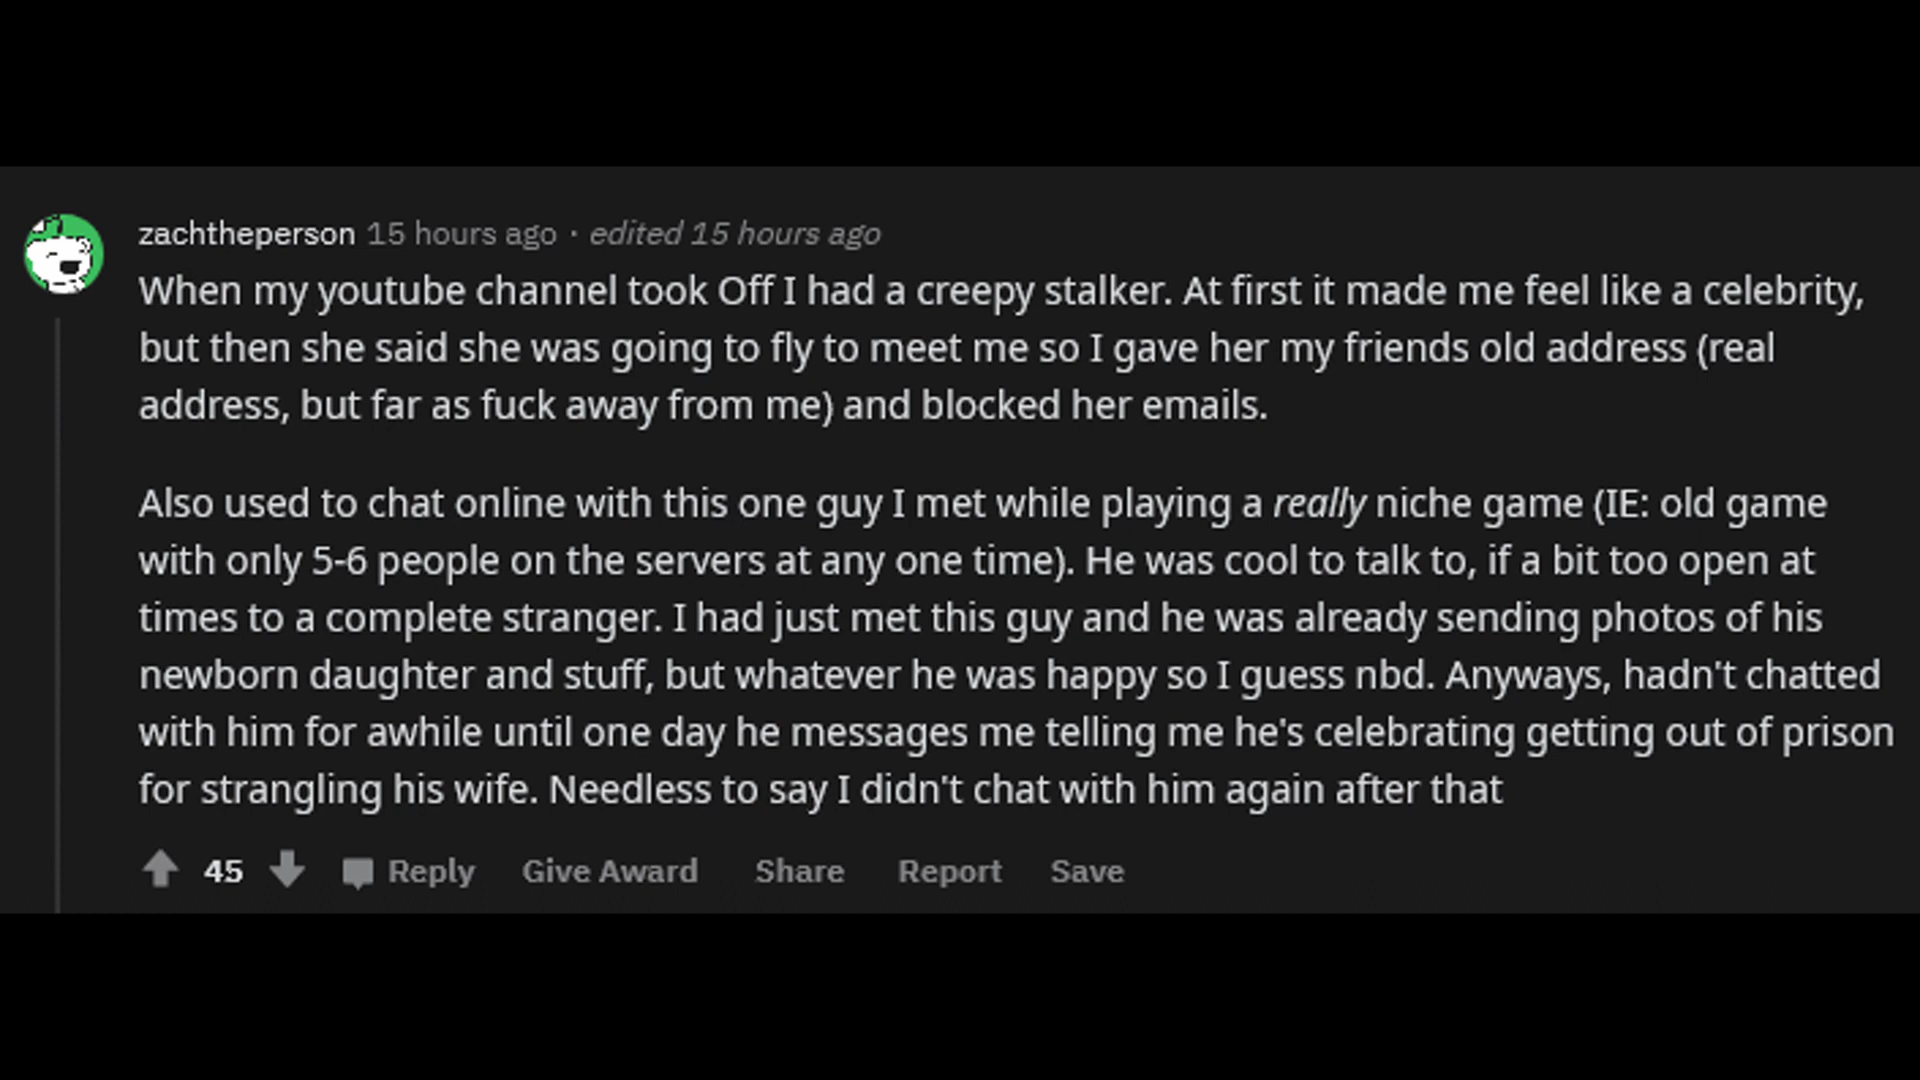 zachtheperson 15 hours ago · edited 15 hours ago
When my youtube channel took Off I had a creepy stalker. At first it made me feel like a celebrity,
but then she said she was going to fly to meet me so I gave her my friends old address (real
address, but far as fuck away from me) and blocked her emails.
Also used to chat online with this one guy I met while playing a really niche game (IE: old game
with only 5-6 people on the servers at any one time). He was cool to talk to, if a bit too open at
times to a complete stranger. I had just met this guy and he was already sending photos of his
newborn daughter and stuff, but whatever he was happy so I guess nbd. Anyways, hadn't chatted
with him for awhile until one day he messages me telling me he's celebrating getting out of prison
for strangling his wife. Needless to say I didn't chat with him again after that
45 Reply Give Award Share Report Save